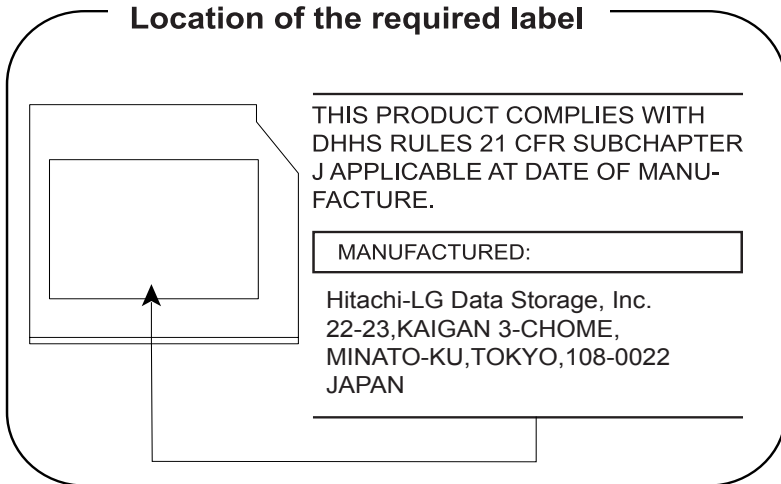 Location of the required label
THIS PRODUCT COMPLIES WITH
DHHS RULES 21 CFR SUBCHAPTER
J APPLICABLE AT DATE OF MANU-
FACTURE.
MANUFACTURED:
Hitachi-LG Data Storage, Inc.
22-23,KAIGAN 3-CHOME,
MINATO-KU,TOKYO,108-0022
JAPAN